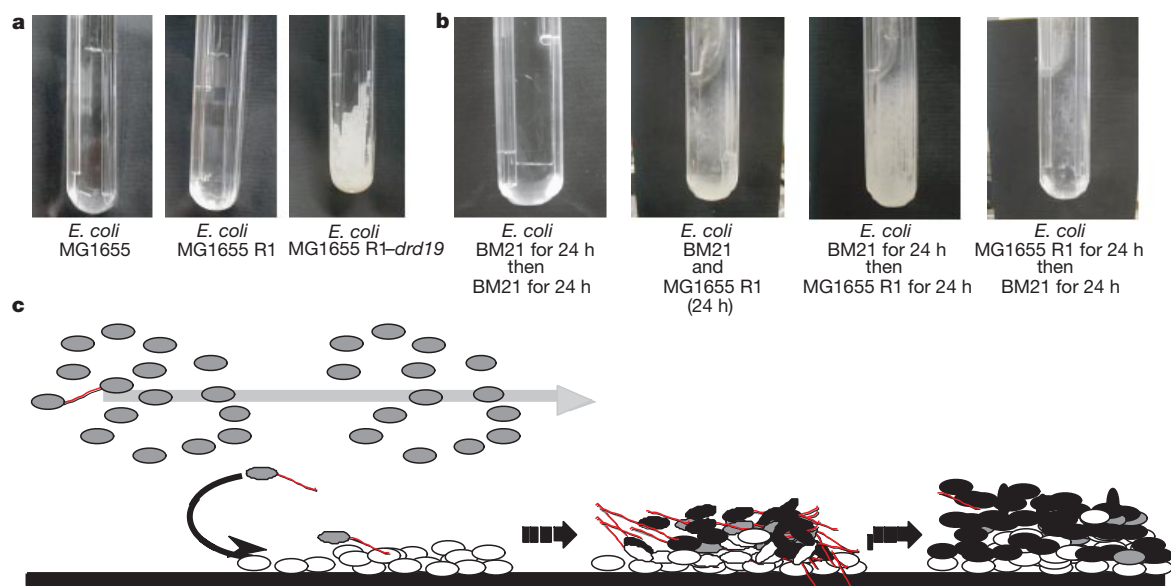 a
E. coli
MG1655
E. coli
MG1655 R1
E. coli
MG1655 R1–drd19
b
E. coli
BM21 for 24 h
then
BM21 for 24 h
E. coli
BM21
and
MG1655 R1
(24 h)
E. coli
BM21 for 24 h
then
MG1655 R1 for 24 h
E. coli
MG1655 R1 for 24 h
then
BM21 for 24 h
c